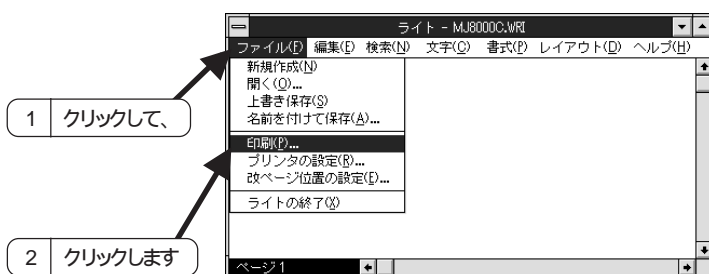 ライト - MJ8000C.WRI
ファイル(F) 編集(E) 検索(N) 文字(C) 書式(P) レイアウト(D) ヘルプ(H)
新規作成(N)
開く(O)...
上書き保存(S)
名前を付けて保存(A)...
1 クリックして、
印刷(P)...
プリンタの設定(R)...
改ページ位置の設定(E)...
ライトの終了(X)
2 クリックします
ページ1